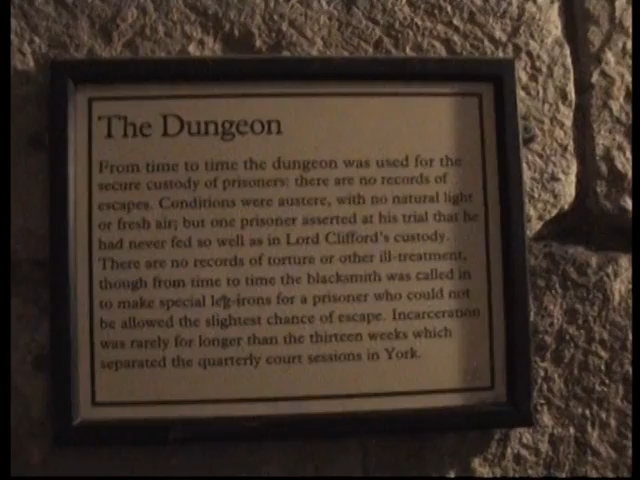 The Dungeon
From time to time the dungeon was used for the
secure custody of prisoners; there are no records of
escapes. Conditions were austere, with no natural light
or fresh air; but one prisoner asserted at his trial that he
had never fed so well as in Lord Clifford's custody.
There are no records of torture or other ill-treatment,
though from time to time the blacksmith was called in
to make special leg-irons for a prisoner who could not
be allowed the slightest chance of escape. Incarceration
was rarely for longer than the thirteen weeks which
separated the quarterly court sessions in York.